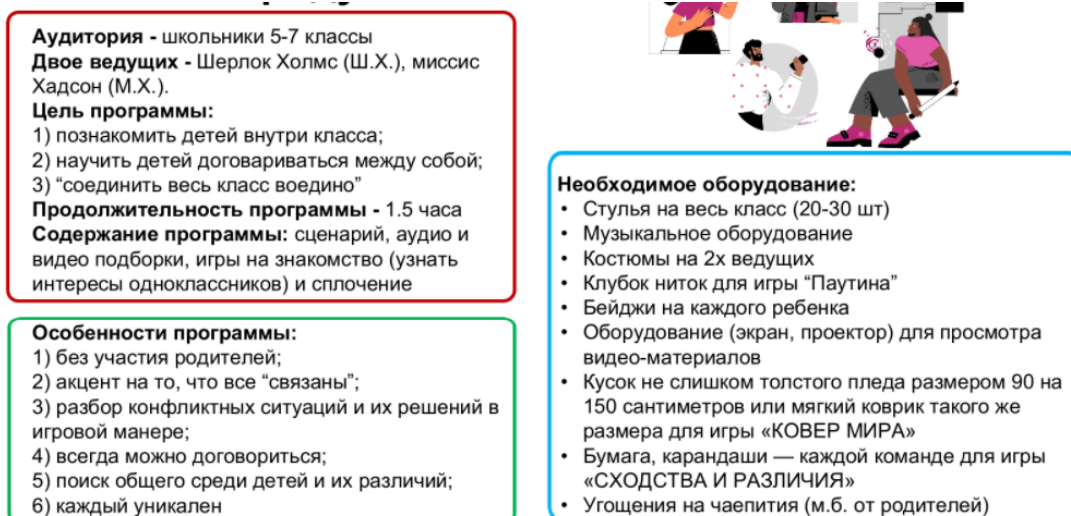 Аудитория - школьники 5-7 классы
Двое ведущих - Шерлок Холмс (Ш.Х.), миссис
Хадсон (М.Х.).
Цель программы:
1) познакомить детей внутри класса;
2) научить детей договариваться между собой;
3) “соединить весь класс воедино”
Продолжительность программы - 1.5 часа
Содержание программы: сценарий, аудио и
видео подборки, игры на знакомство (узнать
интересы одноклассников) и сплочение
Особенности программы:
1) без участия родителей;
2) акцент на то, что все “связаны”;
3) разбор конфликтных ситуаций и их решений в
игровой манере;
4) всегда можно договориться;
5) поиск общего среди детей и их различий;
6) каждый уникален
Необходимое оборудование:
• Стулья на весь класс (20-30 шт)
• Музыкальное оборудование
• Костюмы на 2х ведущих
• Клубок ниток для игры “Паутина”
• Бейджи на каждого ребенка
• Оборудование (экран, проектор) для просмотра
видео-материалов
• Кусок не слишком толстого пледа размером 90 на
150 сантиметров или мягкий коврик такого же
размера для игры «КОВЕР МИРА»
• Бумага, карандаши — каждой команде для игры
«СХОДСТВА И РАЗЛИЧИЯ»
• Угощения на чаепития (м.б. от родителей)